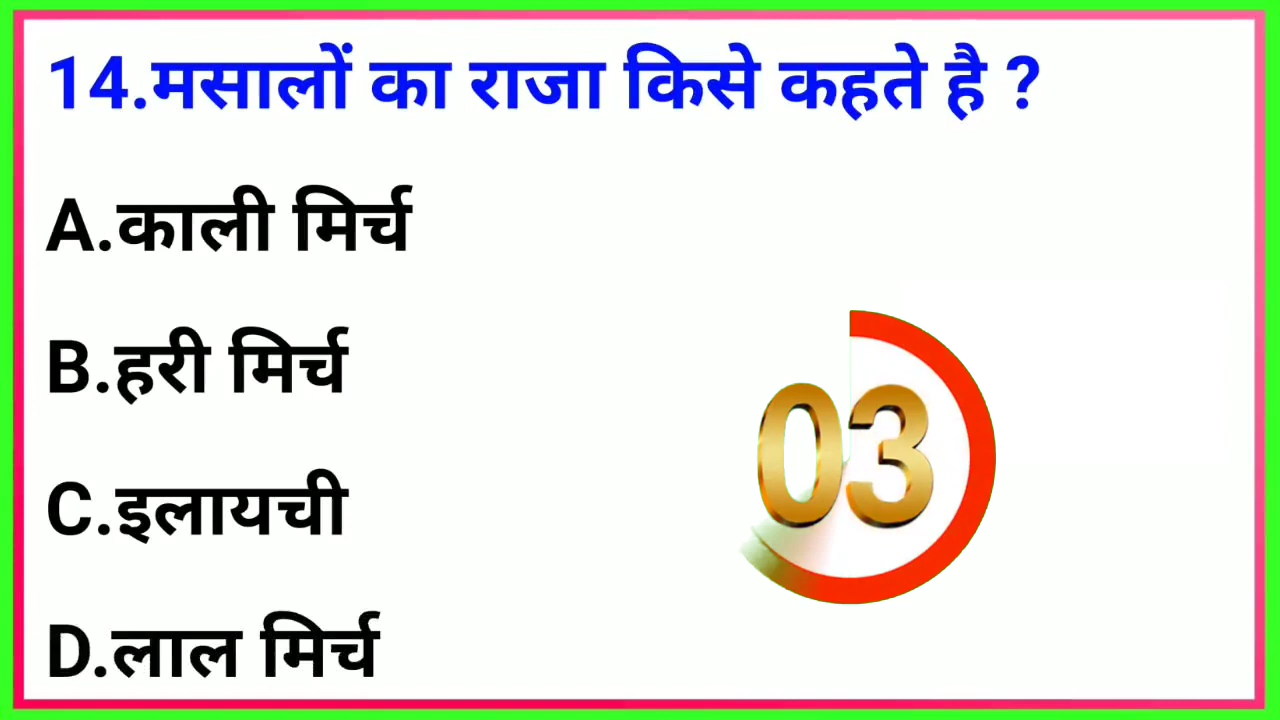 14.मसालों का राजा किसे कहते है ?
A.काली मिर्च
B.हरी मिर्च
03
C.इलायची
D.लाल मिर्च